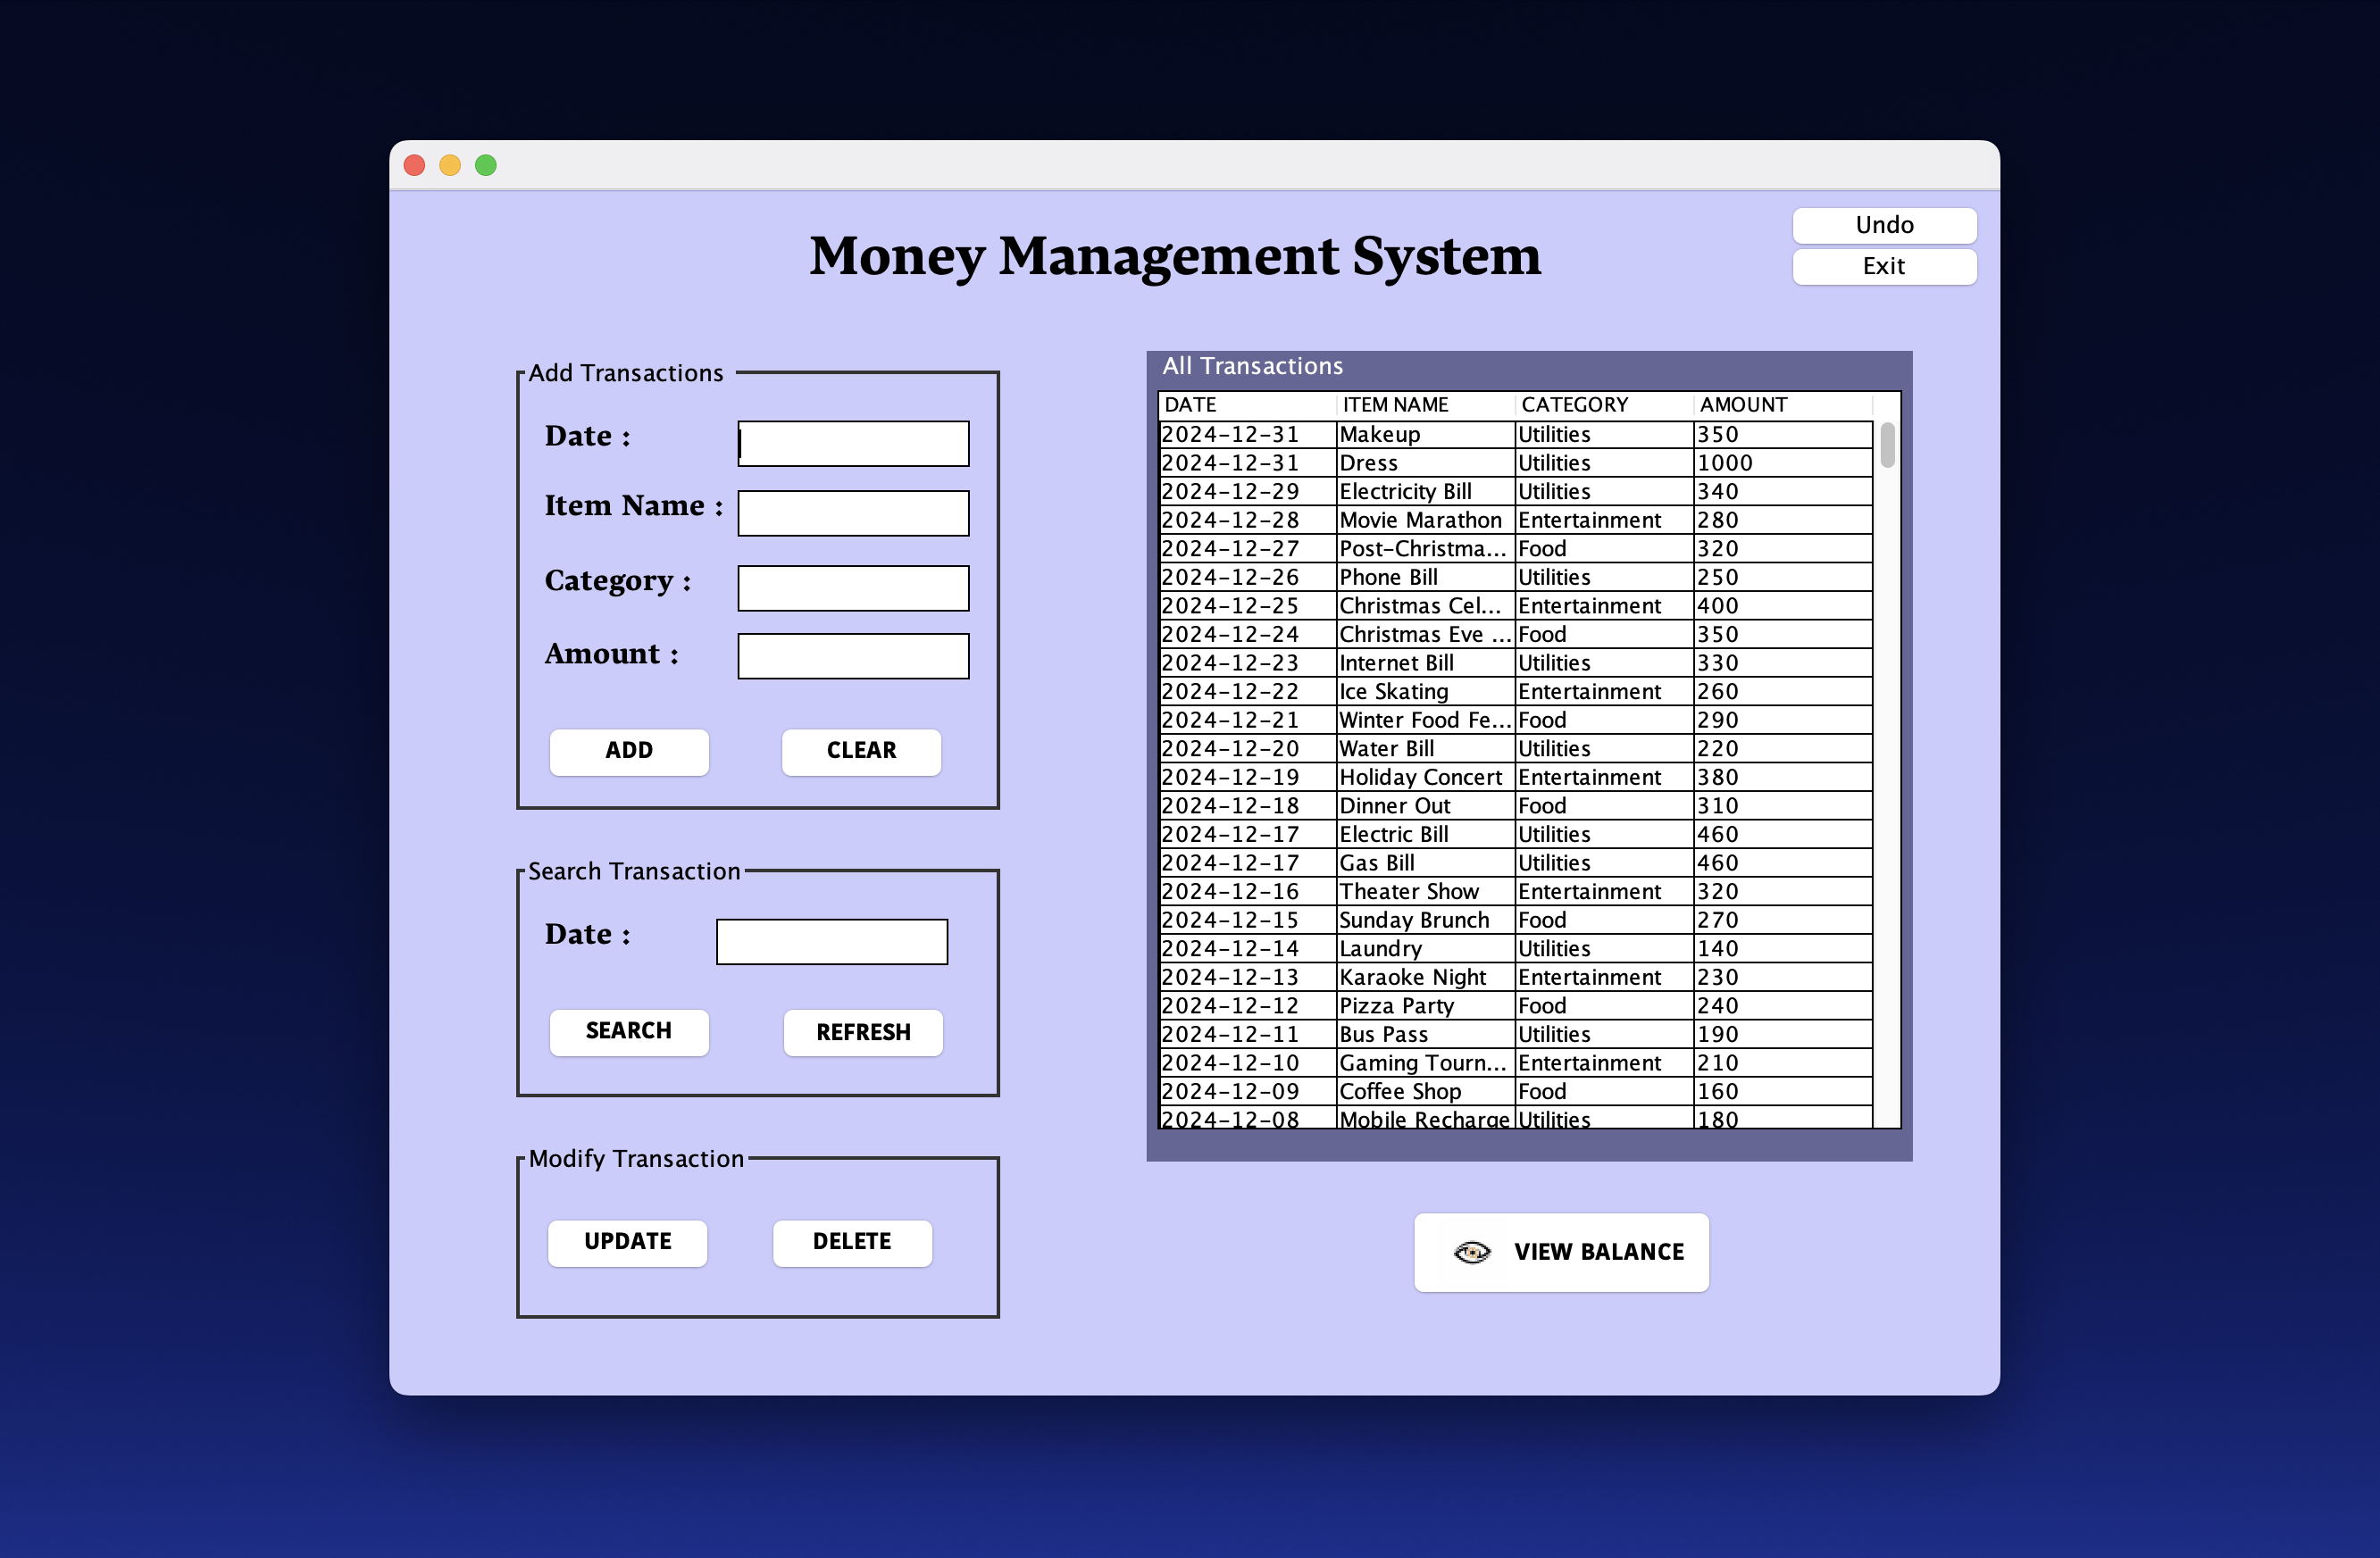 Money Management System
Undo
Exit
Add Transactions
Date :
Item Name :
Category :
Amount :
ADD CLEAR
Search Transaction
Date :
SEARCH REFRESH
Modify Transaction
UPDATE DELETE
All Transactions
DATE ITEM NAME CATEGORY AMOUNT
2024-12-31 Makeup Utilities 350
2024-12-31 Dress Utilities 1000
2024-12-29 Electricity Bill Utilities 340
2024-12-28 Movie Marathon Entertainment 280
2024-12-27 Post-Christma... Food 320
2024-12-26 Phone Bill Utilities 250
2024-12-25 Christmas Cel... Entertainment 400
2024-12-24 Christmas Eve ... Food 350
2024-12-23 Internet Bill Utilities 330
2024-12-22 Ice Skating Entertainment 260
2024-12-21 Winter Food Fe... Food 290
2024-12-20 Water Bill Utilities 220
2024-12-19 Holiday Concert Entertainment 380
2024-12-18 Dinner Out Food 310
2024-12-17 Electric Bill Utilities 460
2024-12-17 Gas Bill Utilities 460
2024-12-16 Theater Show Entertainment 320
2024-12-15 Sunday Brunch Food 270
2024-12-14 Laundry Utilities 140
2024-12-13 Karaoke Night Entertainment 230
2024-12-12 Pizza Party Food 240
2024-12-11 Bus Pass Utilities 190
2024-12-10 Gaming Tourn... Entertainment 210
2024-12-09 Coffee Shop Food 160
2024-12-08 Mobile Recharge Utilities 180
VIEW BALANCE